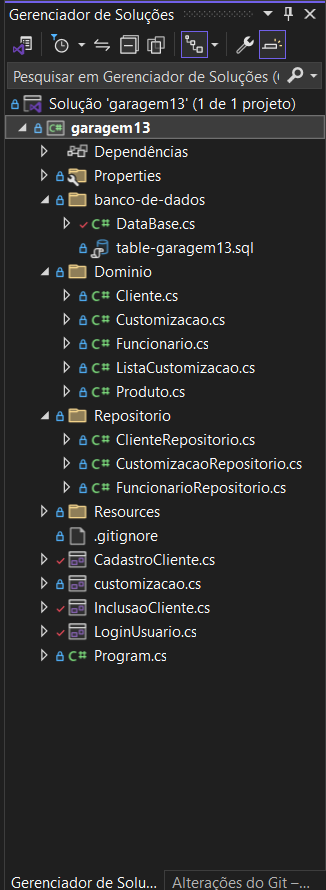 Gerenciador de Soluções
Pesquisar em Gerenciador de Soluções (
Solução 'garagem13' (1 de 1 projeto)
C# garagem13
Dependências
Properties
banco-de-dados
C# DataBase.cs
table-garagem13.sql
Dominio
C# Cliente.cs
C# Customizacao.cs
C# Funcionario.cs
C# ListaCustomizacao.cs
C# Produto.cs
Repositorio
C# ClienteRepositorio.cs
C# CustomizacaoRepositorio.cs
C# FuncionarioRepositorio.cs
Resources
.gitignore
CadastroCliente.cs
customizacao.cs
InclusaoCliente.cs
LoginUsuario.cs
C# Program.cs
Gerenciador de Solu... Alterações do Git –...